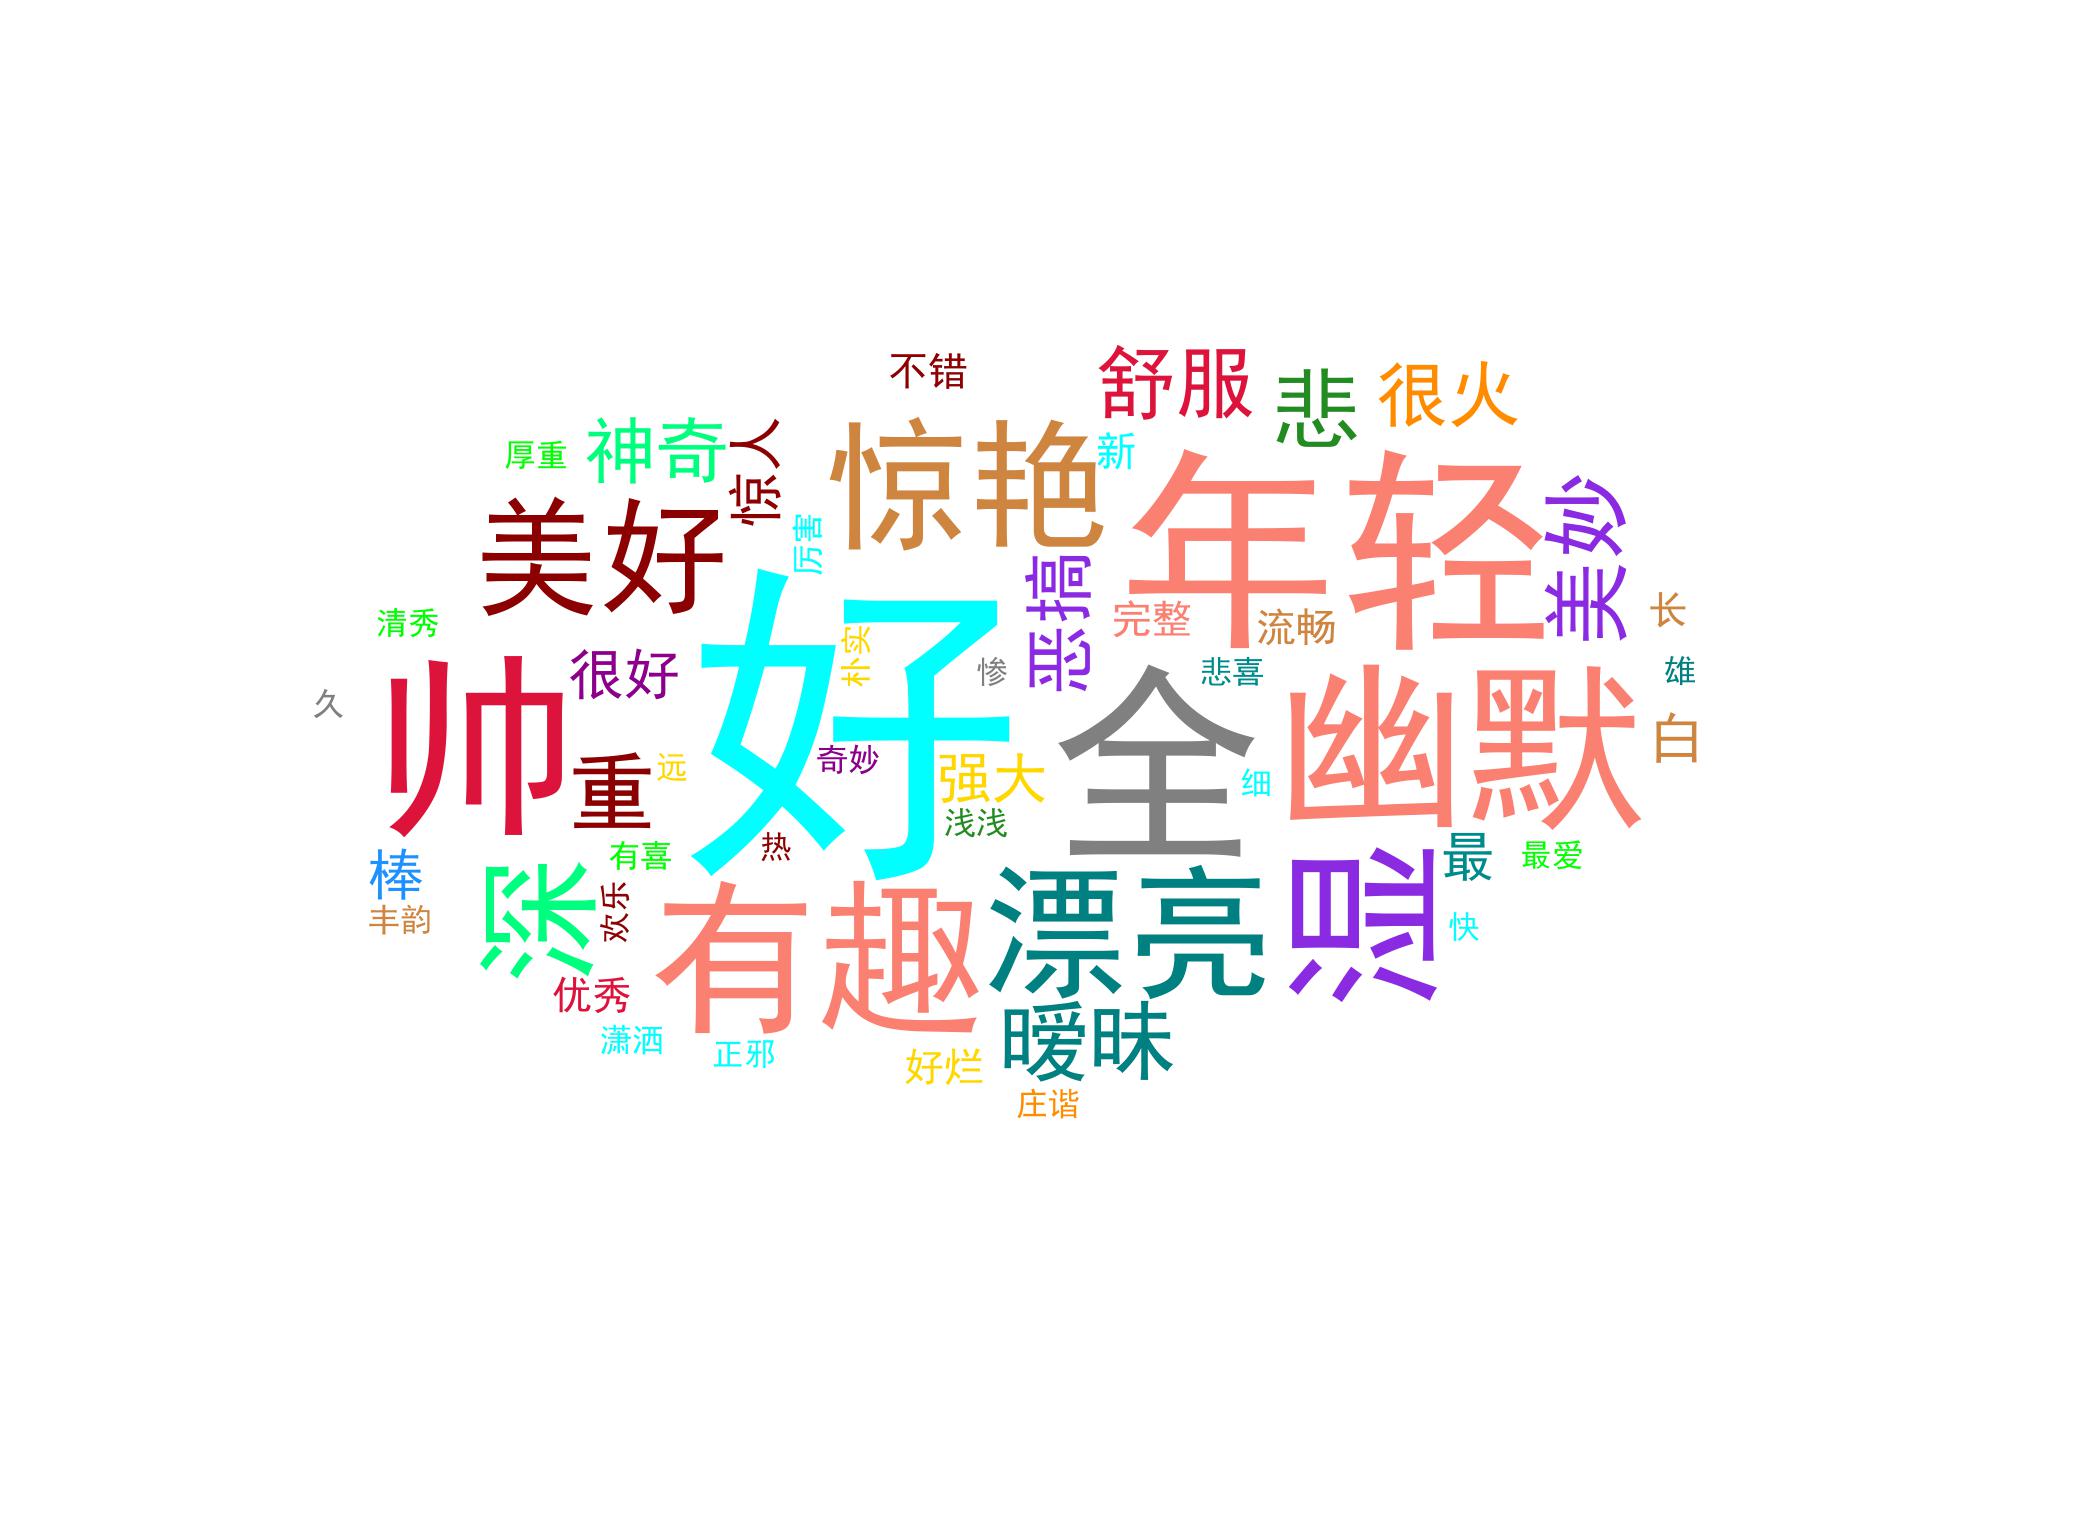 不错
舒服
悲
很火
厚重
神奇
惊人
惊艳
新
年轻
美妙
美好
厉害
恶搞
完整
流畅
长
清秀
很好
好
朴实
惨
悲喜
雄
久
帅
重
远
奇妙
强大
浅浅
全
细
幽默
白
棒
丰韵
深
有喜
欢乐
热
有趣
漂亮
湿
最
最爱
快
优秀
潇洒
正邪
好烂
暧昧
庄谐